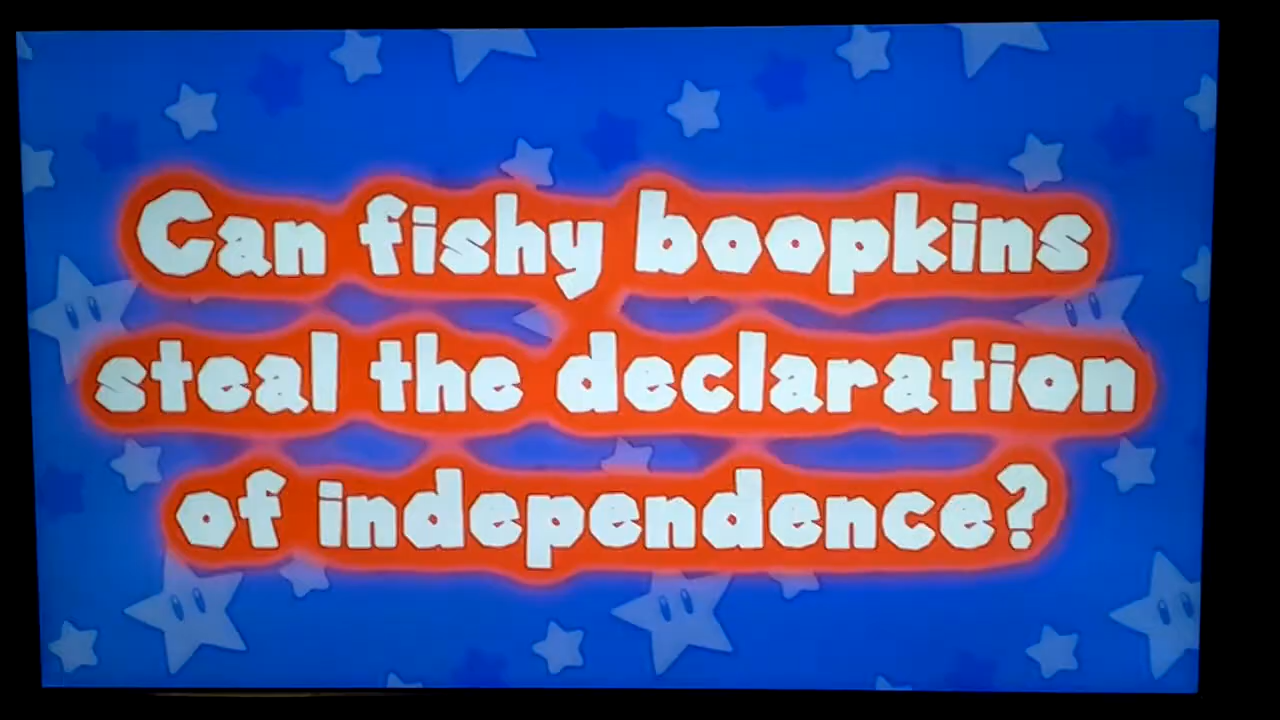 Can fishy boopkins
steal the declaration
of independence?